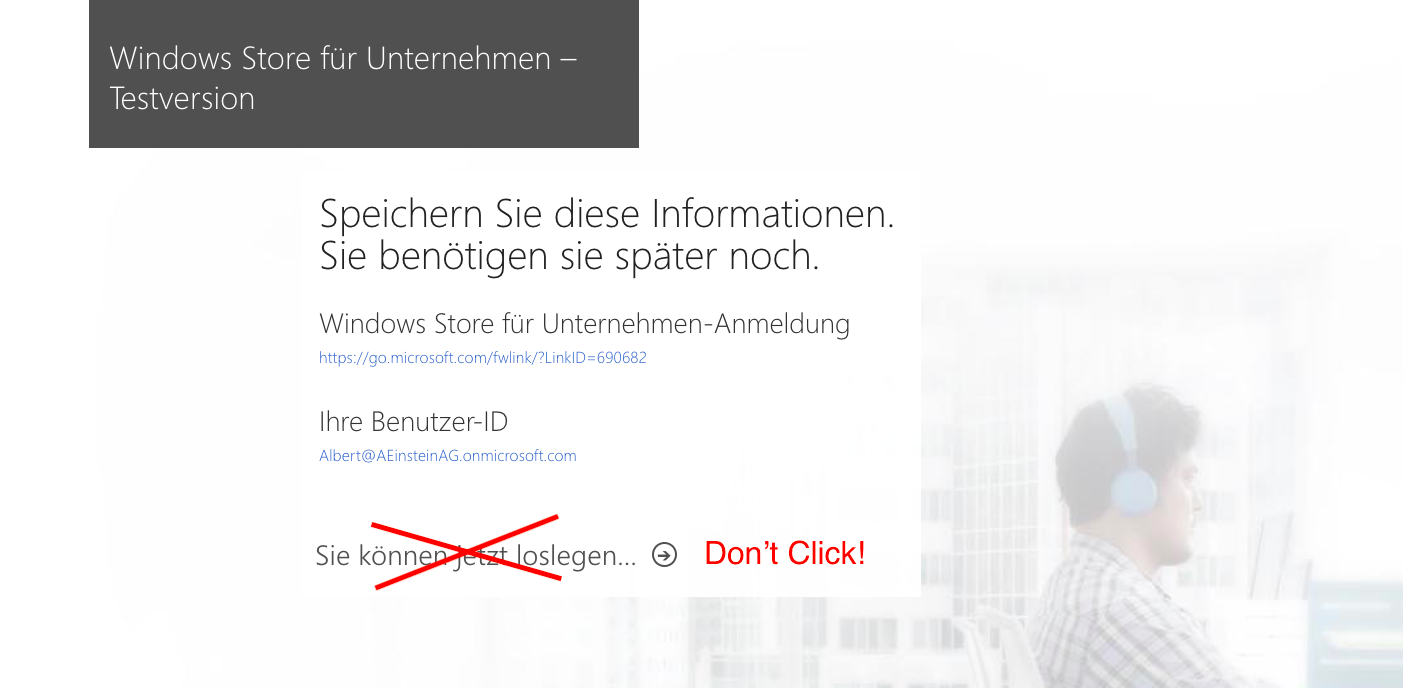 Windows Store für Unternehmen –
Testversion
Speichern Sie diese Informationen.
Sie benötigen sie später noch.
Windows Store für Unternehmen-Anmeldung
https://go.microsoft.com/fwlink/?LinkID=690682
Ihre Benutzer-ID
Albert@AEinsteinAG.onmicrosoft.com
Sie können jetzt loslegen... Don't Click!